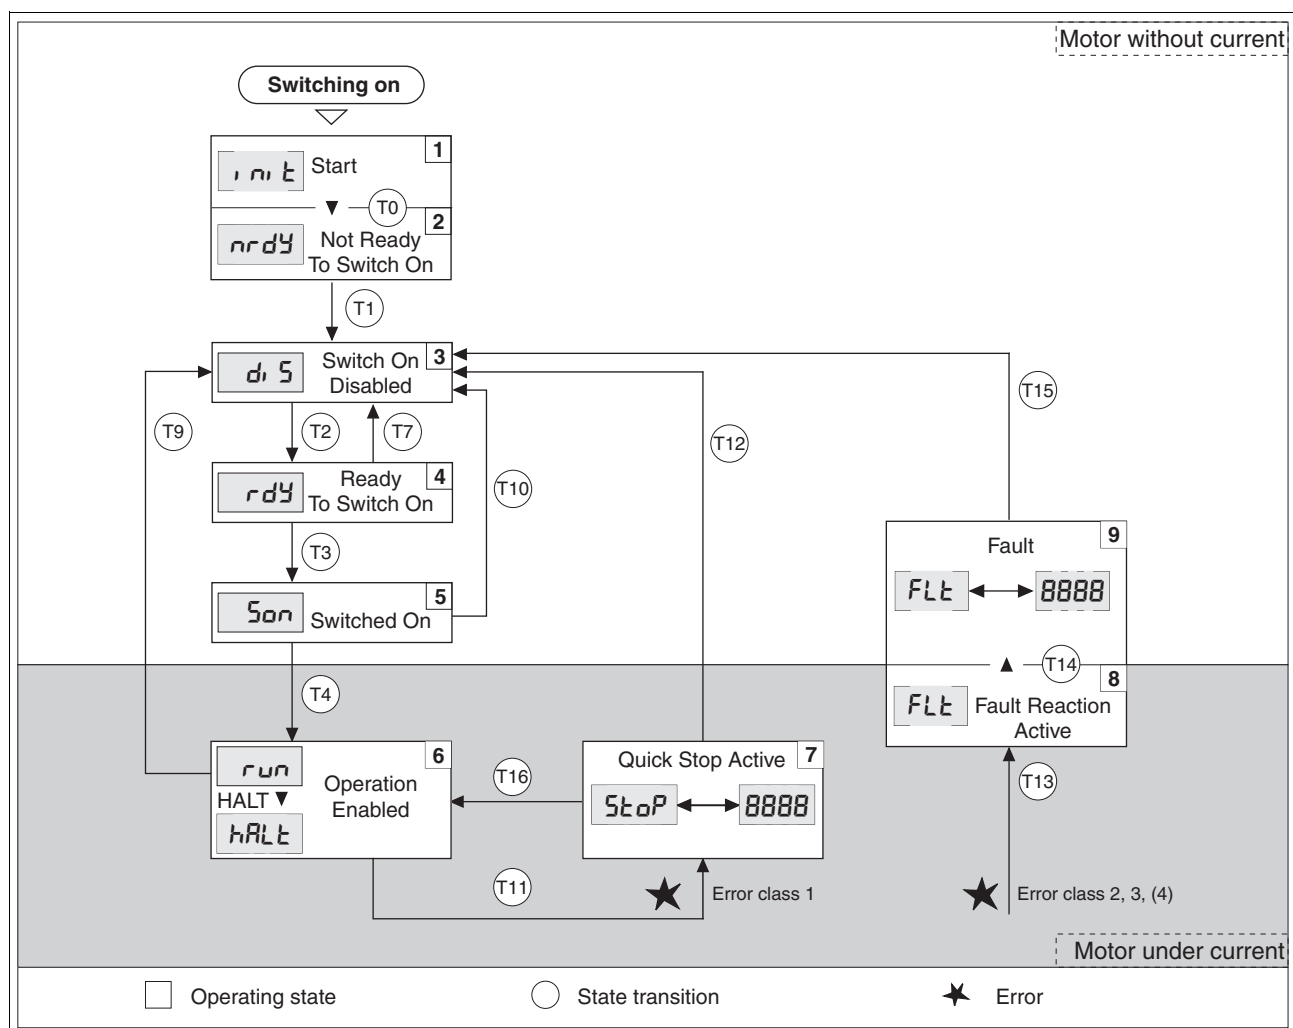 Motor without current
Switching on
1
init
Start
T0
2
nrdy
Not Ready
To Switch On
T1
3
diS
Switch On
Disabled
T9
T2
T7
T12
T15
4
rdy
Ready
To Switch On
T10
T3
5
Son
Switched On
9
Fault
FLt
8888
T14
8
FLt
Fault Reaction
Active
T4
6
run
HALT
hALt
Operation
Enabled
T16
7
Quick Stop Active
StoP
8888
T13
T11
Error class 1
Error class 2, 3, (4)
Motor under current
Operating state
State transition
Error